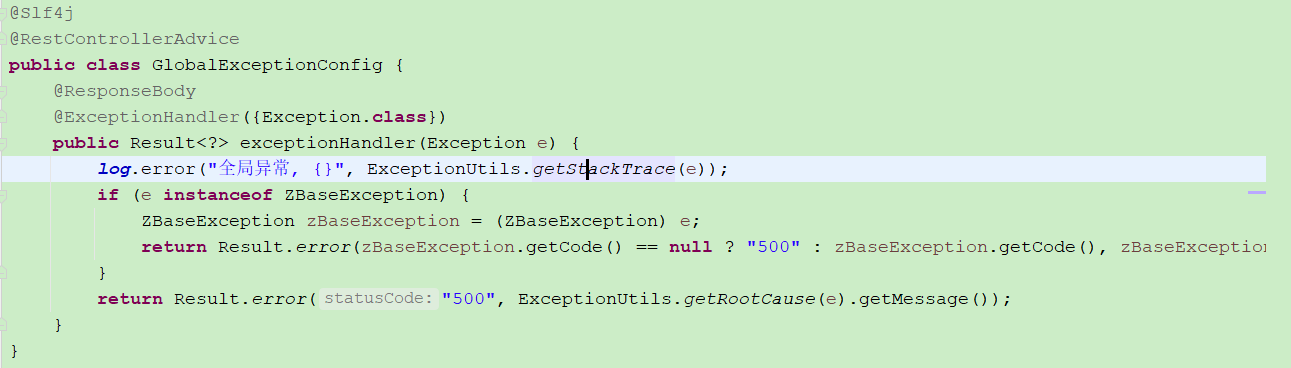 @Slf4j
@RestControllerAdvice
public class GlobalExceptionConfig {
    @ResponseBody
    @ExceptionHandler({Exception.class})
    public Result<?> exceptionHandler(Exception e) {
        log.error("全局异常, {}", ExceptionUtils.getStackTrace(e));
        if (e instanceof ZBaseException) {
            ZBaseException zBaseException = (ZBaseException) e;
            return Result.error(zBaseException.getCode() == null ? "500" : zBaseException.getCode(), zBaseException
        }
        return Result.error( statusCode: "500", ExceptionUtils.getRootCause(e).getMessage());
    }
}